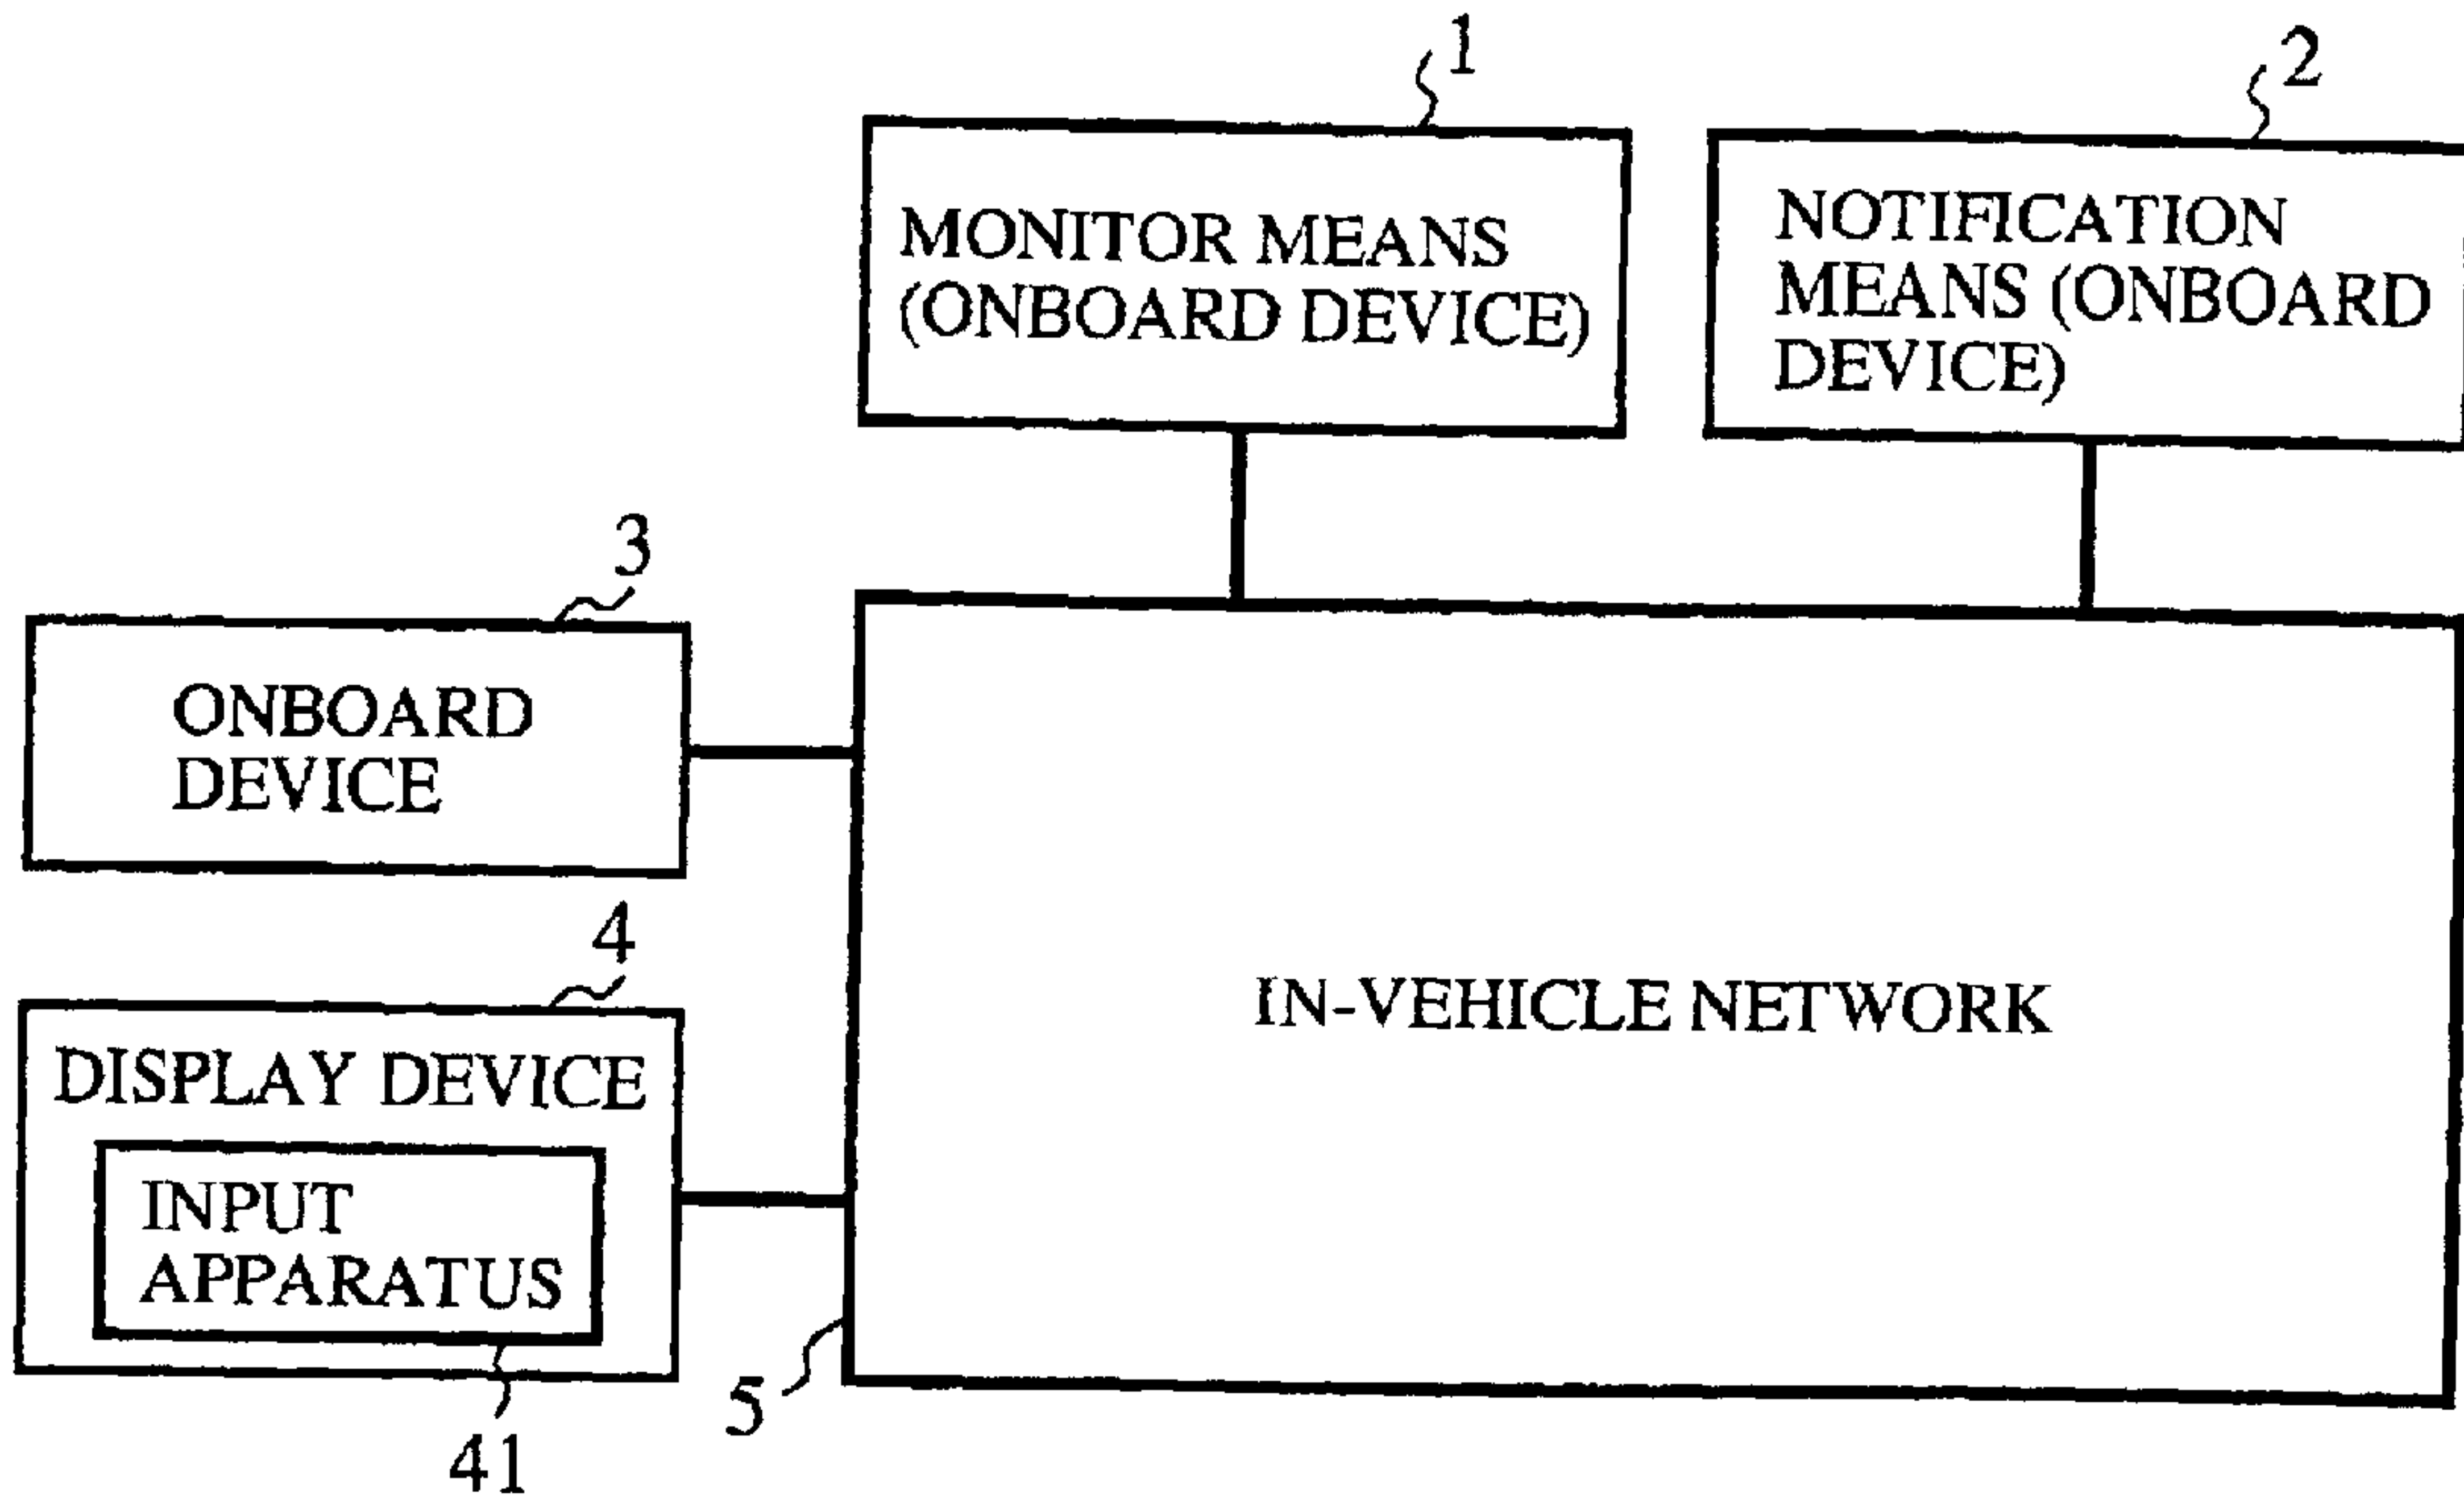 1
2
MONITOR MEANS
(ONBOARD DEVICE)
NOTIFICATION
MEANS (ONBOARD
DEVICE)
3
ONBOARD
DEVICE
4
DISPLAY DEVICE
INPUT
APPARATUS
41
IN-VEHICLE NETWORK
5